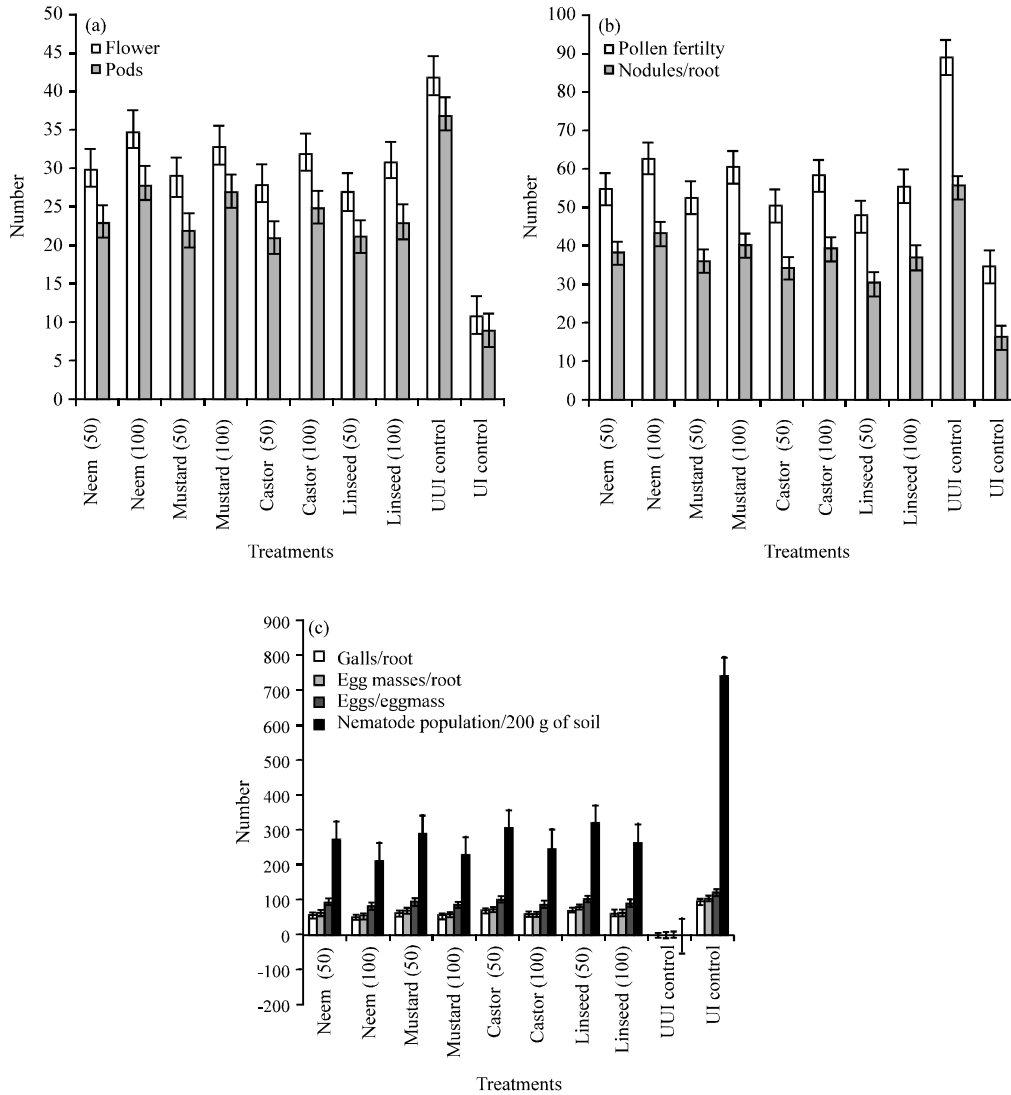 (a)
Flower
Pods
50
45
40
35
30
25
20
15
10
5
0
Number
Neem (50)
Neem (100)
Mustard (50)
Mustard (100)
Castor (50)
Castor (100)
Linseed (50)
Linseed (100)
UUI control
UI control
Treatments
(b)
Pollen fertilty
Nodules/root
100
90
80
70
60
50
40
30
20
10
0
Number
Neem (50)
Neem (100)
Mustard (50)
Mustard (100)
Castor (50)
Castor (100)
Linseed (50)
Linseed (100)
UUI control
UI control
Treatments
(c)
Galls/root
Egg masses/root
Eggs/eggmass
Nematode population/200 g of soil
900
800
700
600
500
400
300
200
100
0
-100
-200
Number
Neem (50)
Neem (100)
Mustard (50)
Mustard (100)
Castor (50)
Castor (100)
Linseed (50)
Linseed (100)
UUI control
UI control
Treatments